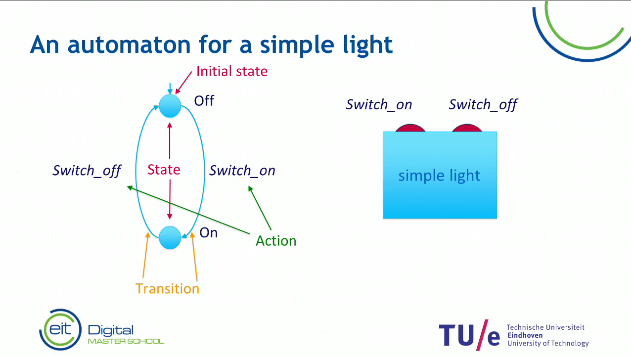 An automaton for a simple light
Initial state
Off
Switch_on
Switch_off
Switch_off
State
Switch_on
simple light
On
Action
Transition
eit
Digital
MASTER SCHOOL
TU/e
Technische Universiteit
Eindhoven
University of Technology